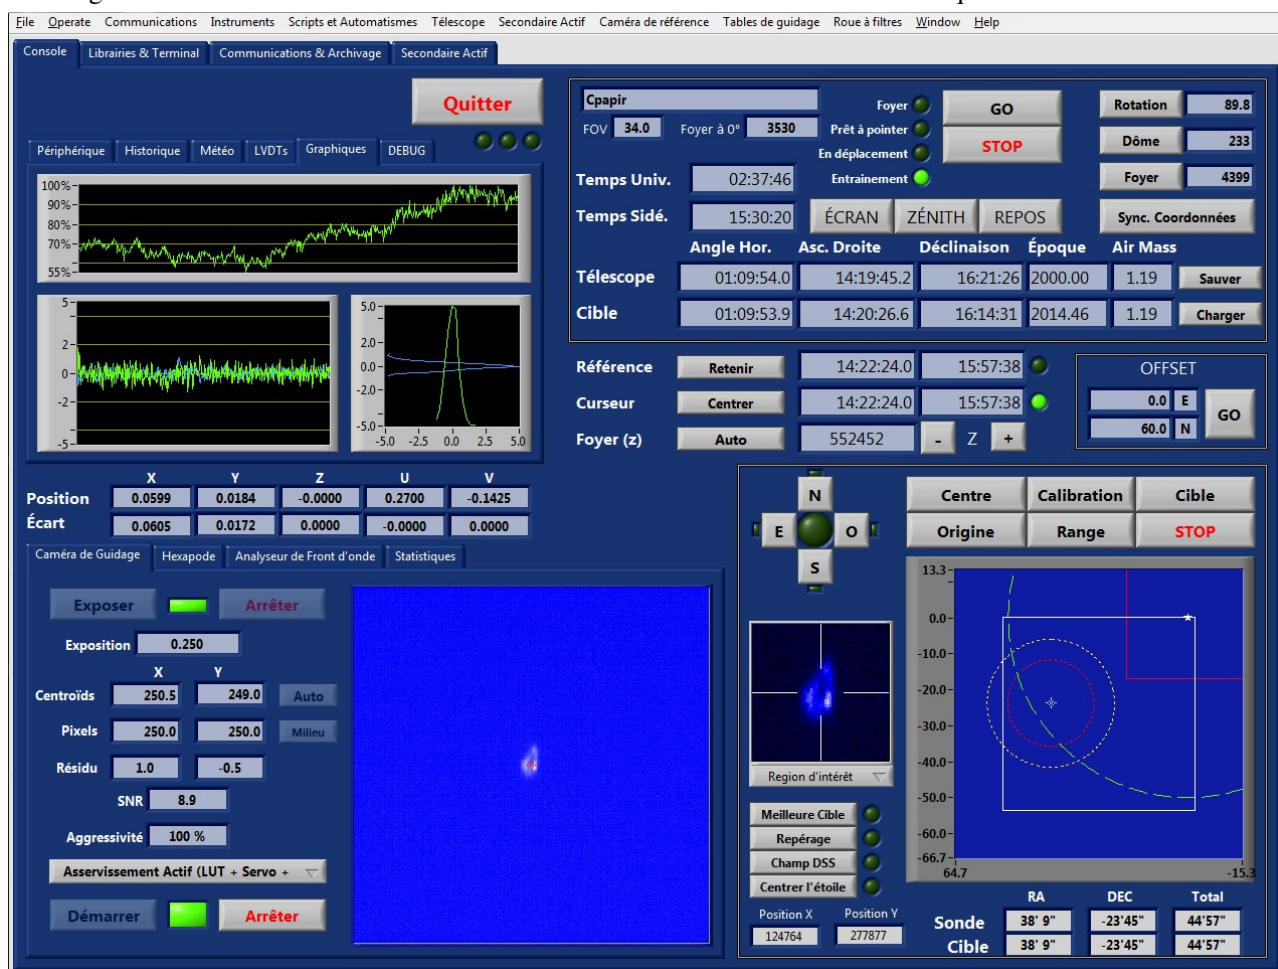 File Operate Communications Instruments Scripts et Automatismes Télescope Secondaire Actif Caméra de référence Tables de guidage Roue à filtres Window Help
Console Librairies & Terminal Communications & Archivage Secondaire Actif
Quitter
Périphérique Historique Météo LVDTs Graphiques DEBUG
100%
90%
80%
70%
55%
5
2
0
-2
-5
5.0
2.0
0.0
-2.0
-5.0
-5.0 -2.5 0.0 2.5 5.0
X Y Z U V
Position 0.0599 0.0184 -0.0000 0.2700 -0.1425
Écart 0.0605 0.0172 0.0000 -0.0000 0.0000
Caméra de Guidage Hexapode Analyseur de Front d'onde Statistiques
Exposer Arrêter
Exposition 0.250
X Y
Centroïds 250.5 249.0 Auto
Pixels 250.0 250.0 Milieu
Résidu 1.0 -0.5
SNR 8.9
Aggressivité 100 %
Asservissement Actif (LUT + Servo +
Démarrer Arrêter
Cpapir
FOV 34.0 Foyer à 0° 3530
Foyer
Prêt à pointer
En déplacement
Entrainement
GO
STOP
Rotation 89.8
Dôme 233
Foyer 4399
Temps Univ. 02:37:46
Temps Sidé. 15:30:20 ÉCRAN ZÉNITH REPOS Sync. Coordonnées
Angle Hor. Asc. Droite Déclinaison Époque Air Mass
Télescope 01:09:54.0 14:19:45.2 16:21:26 2000.00 1.19 Sauver
Cible 01:09:53.9 14:20:26.6 16:14:31 2014.46 1.19 Charger
Référence Retenir 14:22:24.0 15:57:38
Curseur Centrer 14:22:24.0 15:57:38
Foyer (z) Auto 552452 - Z +
OFFSET
0.0 E
60.0 N
GO
N
E O
S
Centre Calibration Cible
Origine Range STOP
13.3
0.0
-10.0
-20.0
-30.0
-40.0
-50.0
-60.0
-66.7
64.7 -15.3
Region d'intérêt
Meilleure Cible
Repérage
Champ DSS
Centrer l'étoile
Position X Position Y
124764 277877
RA DEC Total
Sonde 38' 9" -23'45" 44'57"
Cible 38' 9" -23'45" 44'57"